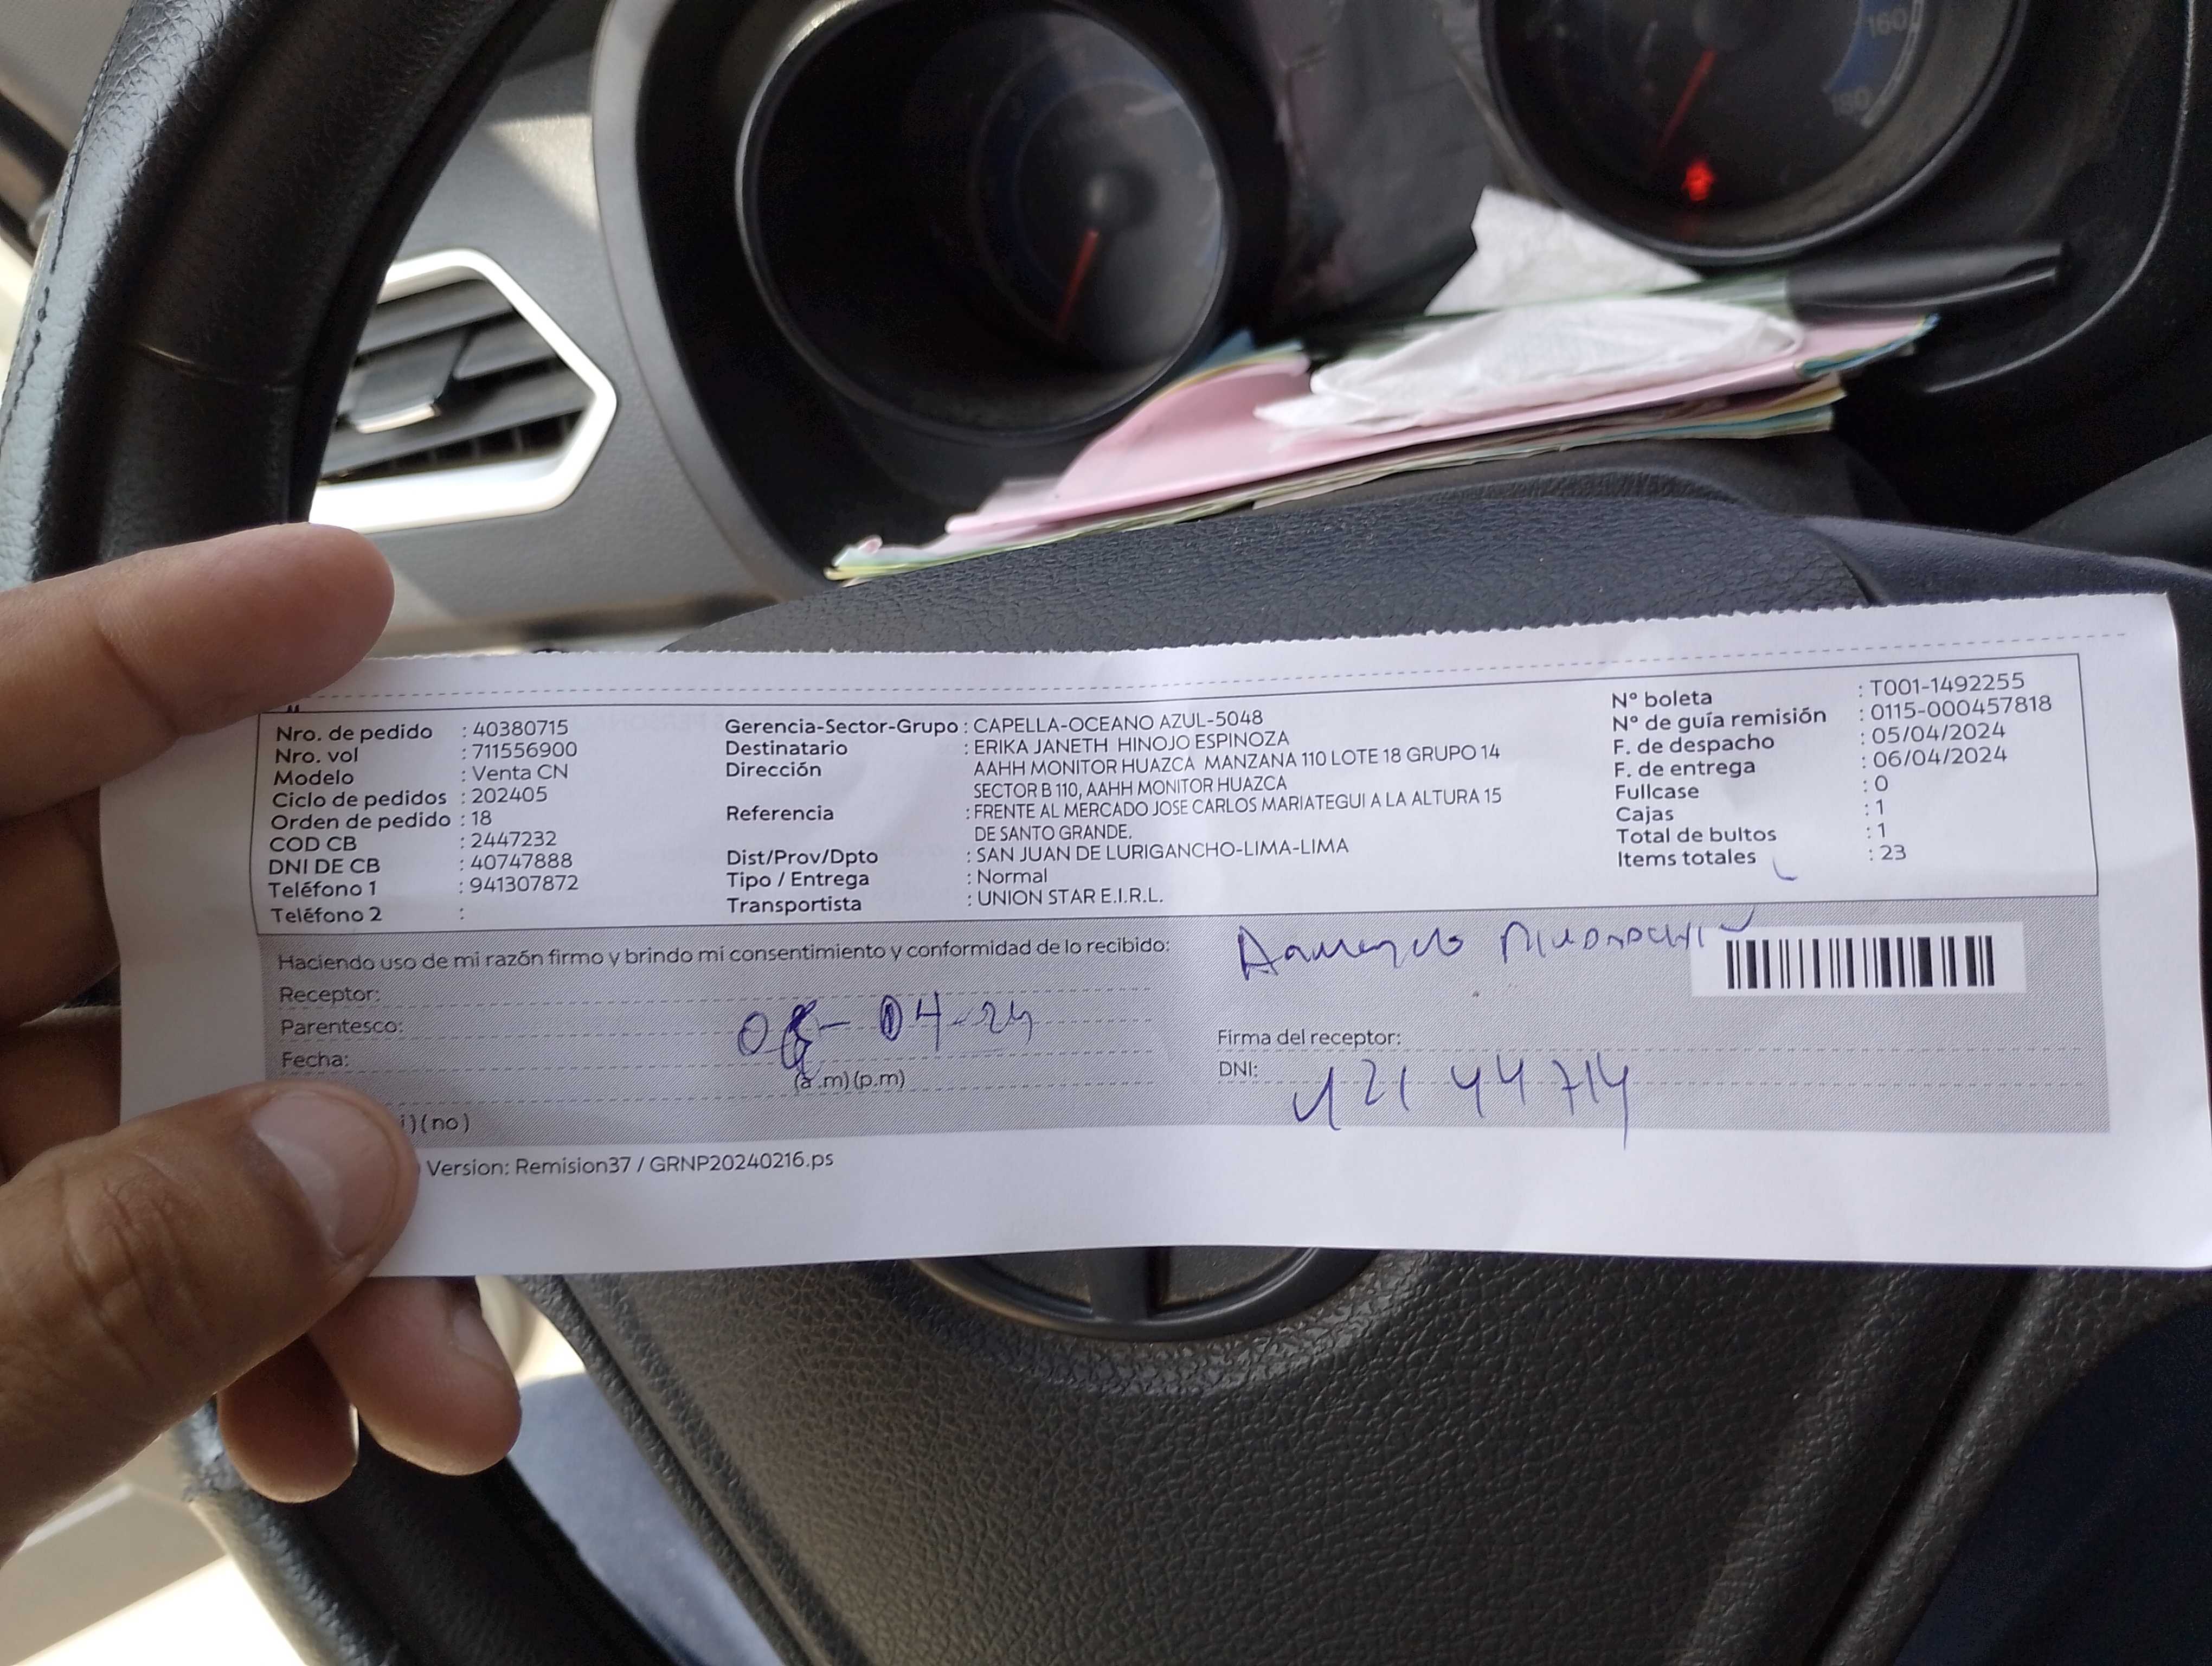 160
180
Nro. de pedido : 40380715
Nro. vol : 711556900
Modelo : Venta CN
Ciclo de pedidos : 202405
Orden de pedido : 18
COD CB : 2447232
DNI DE CB : 40747888
Teléfono 1 : 941307872
Teléfono 2 :
Gerencia-Sector-Grupo : CAPELLA-OCEANO AZUL-5048
Destinatario : ERIKA JANETH HINOJO ESPINOZA
Dirección AAHH MONITOR HUAZCA MANZANA 110 LOTE 18 GRUPO 14
SECTOR B 110, AAHH MONITOR HUAZCA
Referencia : FRENTE AL MERCADO JOSE CARLOS MARIATEGUI A LA ALTURA 15
DE SANTO GRANDE.
Dist/Prov/Dpto : SAN JUAN DE LURIGANCHO-LIMA-LIMA
Tipo / Entrega : Normal
Transportista : UNION STAR E.I.R.L.
N° boleta : T001-1492255
N° de guía remisión : 0115-000457818
F. de despacho : 05/04/2024
F. de entrega : 06/04/2024
Fullcase : 0
Cajas : 1
Total de bultos : 1
Items totales : 23
Haciendo uso de mi razón firmo y brindo mi consentimiento y conformidad de lo recibido:
Receptor:
Parentesco:
Fecha: 04-24
(a.m)(p.m)
i)(no)
Firma del receptor:
DNI: 42144714
Version: Remision37 / GRNP20240216.ps